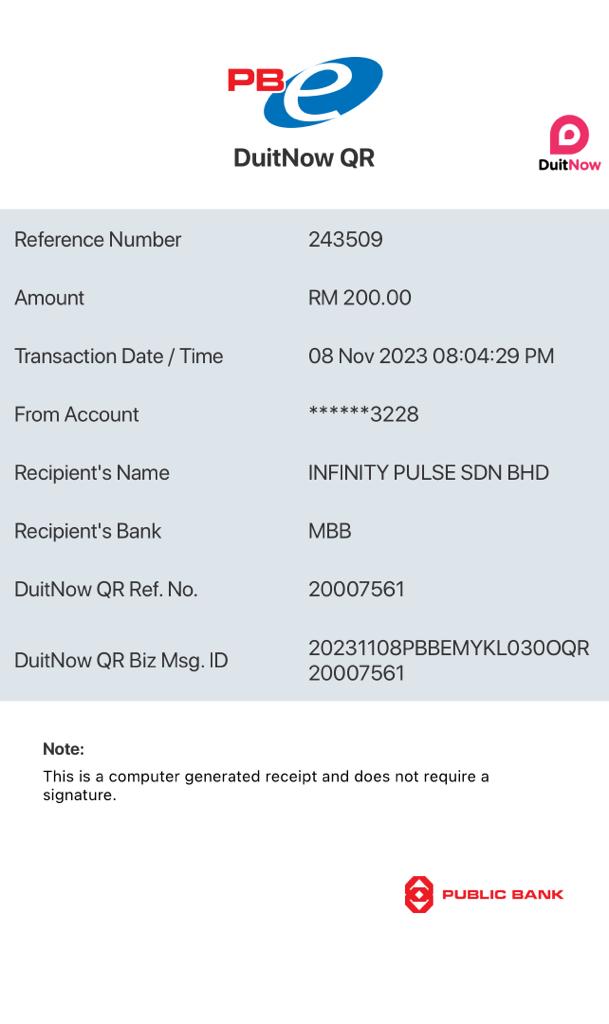 PBe
DuitNow QR
DuitNow
Reference Number 243509
Amount RM 200.00
Transaction Date / Time 08 Nov 2023 08:04:29 PM
From Account ******3228
Recipient's Name INFINITY PULSE SDN BHD
Recipient's Bank MBB
DuitNow QR Ref. No. 20007561
DuitNow QR Biz Msg. ID 20231108PBBEMYKL030OQR
20007561
Note:
This is a computer generated receipt and does not require a
signature.
PUBLIC BANK